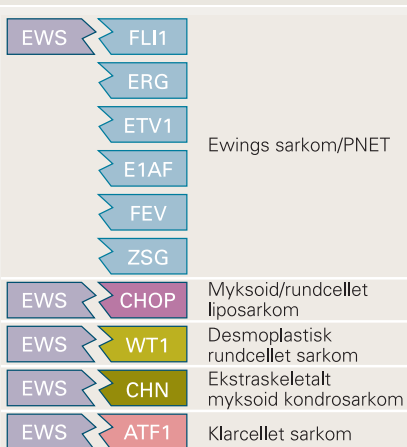 EWS FLI1
ERG
ETV1
Ewings sarkom/PNET
E1AF
FEV
ZSG
EWS CHOP Myksoid/rundcellet
liposarkom
EWS WT1 Desmoplastisk
rundcellet sarkom
EWS CHN Ekstraskeletalt
myksoid kondrosarkom
EWS ATF1 Klarcellet sarkom